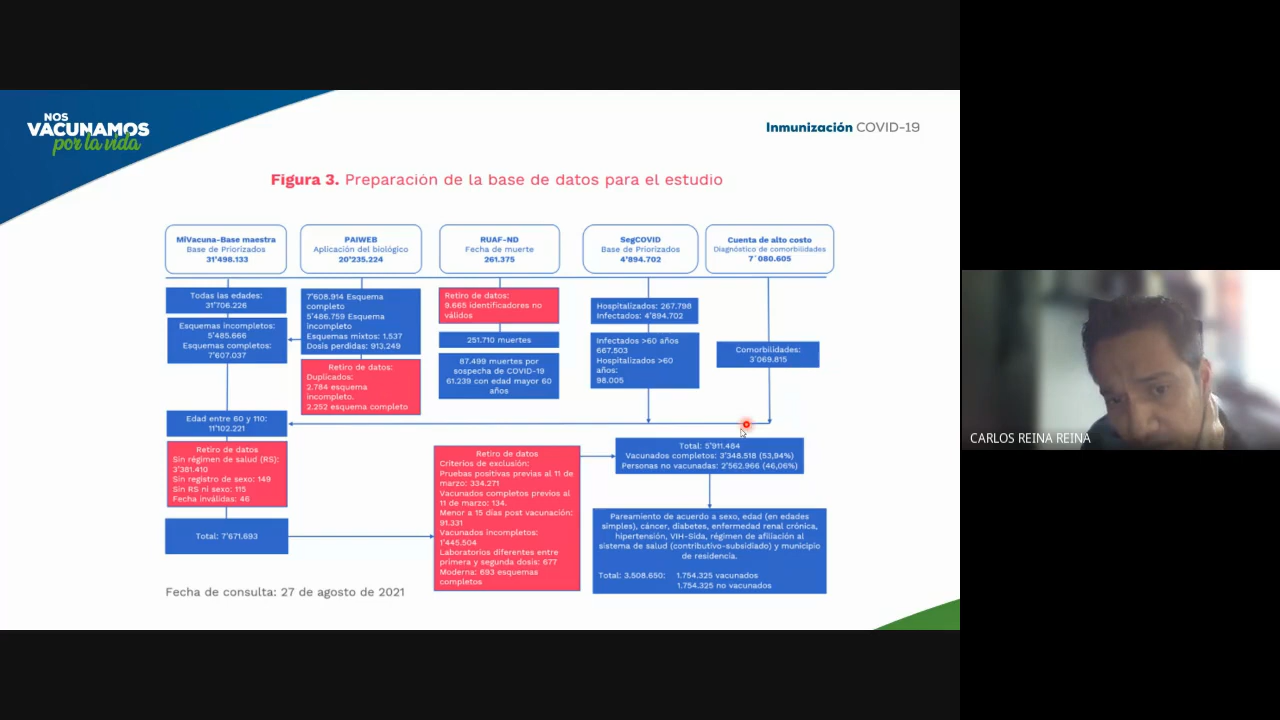 NOS
VACUNAMOS
por la vida
Inmunización COVID-19
Figura 3. Preparación de la base de datos para el estudio
MiVacuna-Base maestra
Base de Priorizados
31'498.133
PAIWEB
Aplicación del biológico
20'235.224
RUAF-ND
Fecha de muerte
261.375
SegCOVID
Base de Priorizados
4'894.702
Cuenta de alto costo
Diagnóstico de comorbilidades
7´080.605
Todas las edades:
31'706.226
Esquemas incompletos:
5'485.666
Esquemas completos:
7'607.037
7'608.914 Esquema
completo
5'486.759 Esquema
incompleto
Esquemas mixtos: 1.537
Dosis perdidas: 913.249
Retiro de datos:
Duplicados:
2.784 esquema
incompleto.
2.252 esquema completo
Retiro de datos:
9.665 identificadores no
válidos
251.710 muertes
87.499 muertes por
sospecha de COVID-19
61.239 con edad mayor 60
años
Hospitalizados: 267.798
Infectados: 4'894.702
Infectados >60 años
667.503
Hospitalizados >60
años:
98.005
Comorbilidades:
3´069.815
Edad entre 60 y 110:
11'102.221
Retiro de datos
Sin régimen de salud (RS):
3'381.410
Sin registro de sexo: 149
Sin RS ni sexo: 115
Fecha inválidas: 46
Total: 7'671.693
Retiro de datos
Criterios de exclusión:
Pruebas positivas previas al 11 de
marzo: 334.271
Vacunados completos previos al
11 de marzo: 134.
Menor a 15 días post vacunación:
91.331
Vacunados incompletos:
1'445.504
Laboratorios diferentes entre
primera y segunda dosis: 677
Moderna: 693 esquemas
completos
Total: 5'911.484
Vacunados completos: 3'348.518 (53,94%)
Personas no vacunadas: 2'562.966 (46,06%)
Pareamiento de acuerdo a sexo, edad (en edades
simples), cáncer, diabetes, enfermedad renal crónica,
hipertensión, VIH-Sida, régimen de afiliación al
sistema de salud (contributivo-subsidiado) y municipio
de residencia.
Total: 3.508.650: 1.754.325 vacunados
1.754.325 no vacunados
Fecha de consulta: 27 de agosto de 2021
CARLOS REINA REINA